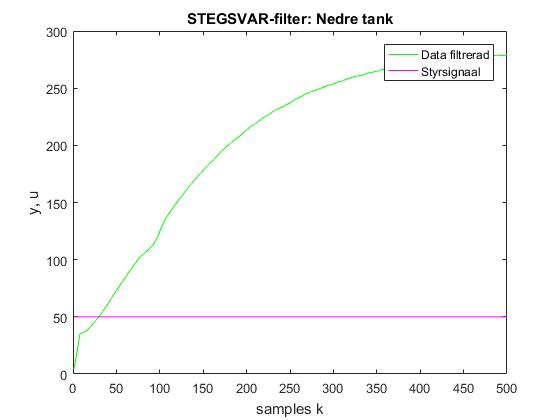 STEGSVAR-filter: Nedre tank
300
250
200
150
100
50
0
y, u
Data filtrerad
Styrsignaal
0 50 100 150 200 250 300 350 400 450 500
samples k